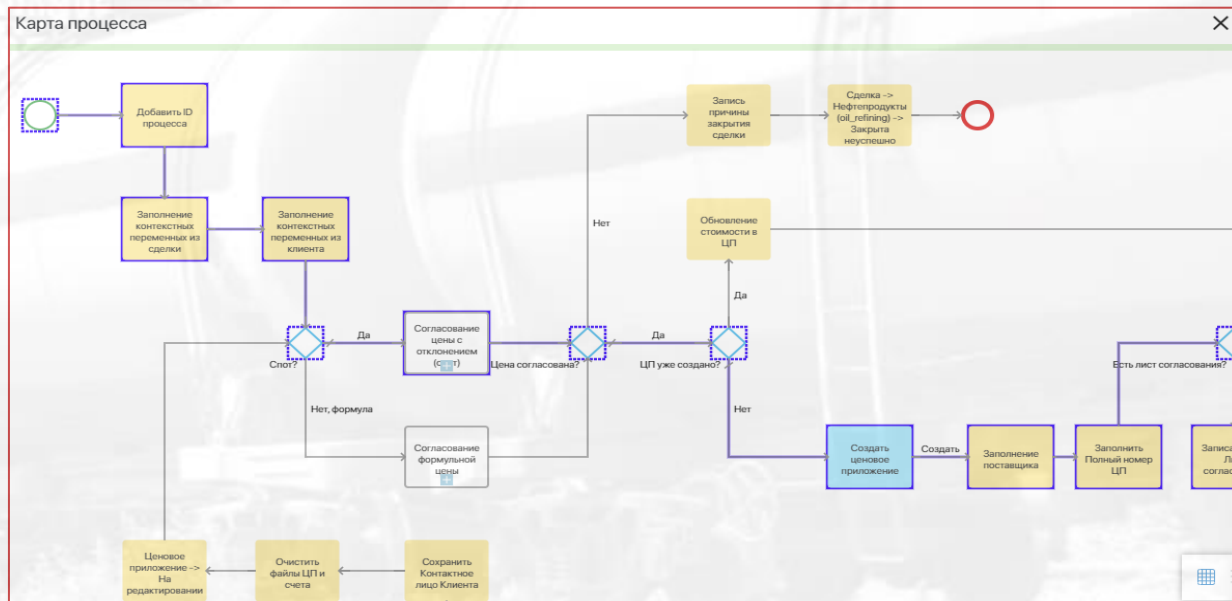 Карта процесса
Добавить ID
процесса
Запись
причины
закрытия
сделки
Сделка ->
Нефтепродукты
(oil_refining) ->
Закрыта
неуспешно
Заполнение
контекстных
переменных из
сделки
Заполнение
контекстных
переменных из
клиента
Нет
Обновление
стоимости в
ЦП
Да
Спот?
Да
Согласование
цены с
отклонением
Цена согласована?
Да
ЦП уже создано?
Есть лист согласования?
Нет, формула
Нет
Согласование
формульной
цены
Создать
ценовое
приложение
Создать
Заполнение
поставщика
Заполнить
Полный номер
ЦП
Ценовое
приложение ->
На
редактировании
Очистить
файлы ЦП и
счета
Сохранить
Контактное
лицо Клиента